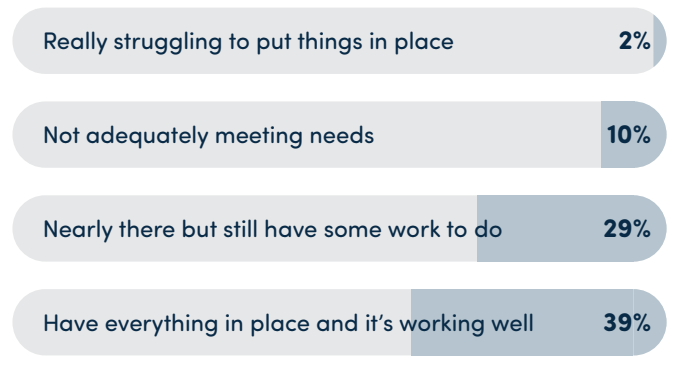 Really struggling to put things in place 2%
Not adequately meeting needs 10%
Nearly there but still have some work to do 29%
Have everything in place and it’s working well 39%